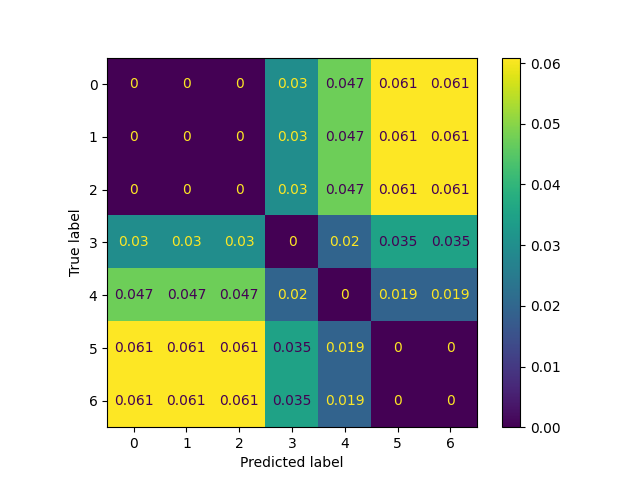 0 0 0 0 0.03 0.047 0.061 0.061
1 0 0 0 0.03 0.047 0.061 0.061
2 0 0 0 0.03 0.047 0.061 0.061
3 0.03 0.03 0.03 0 0.02 0.035 0.035
4 0.047 0.047 0.047 0.02 0 0.019 0.019
5 0.061 0.061 0.061 0.035 0.019 0 0
6 0.061 0.061 0.061 0.035 0.019 0 0
0 1 2 3 4 5 6
Predicted label
True label
0.06
0.05
0.04
0.03
0.02
0.01
0.00